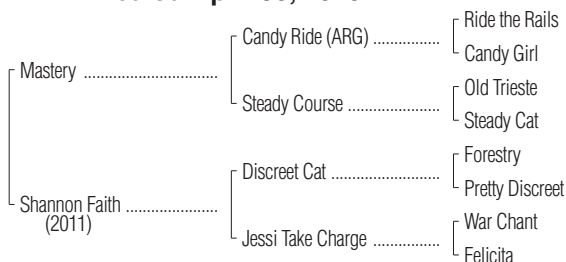 Ride the Rails
Candy Ride (ARG) ................
Candy Girl
Mastery ................................
Old Trieste
Steady Course ......................
Steady Cat
Forestry
Discreet Cat ..........................
Pretty Discreet
Shannon Faith ......................
(2011)
War Chant
Jessi Take Charge ................
Felicita